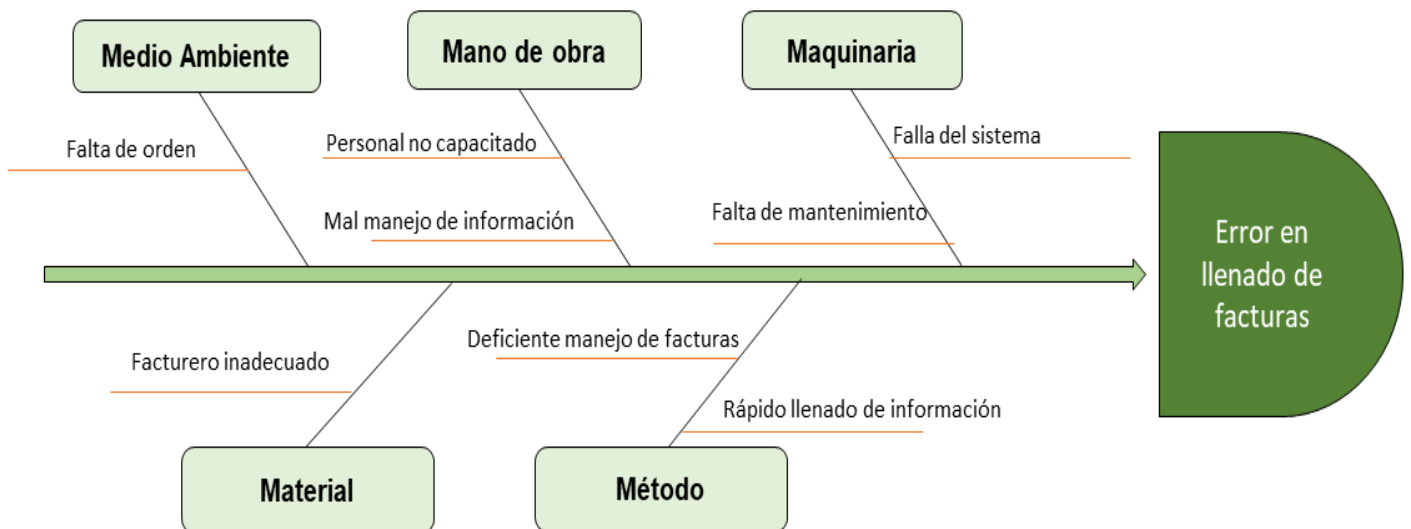 Medio Ambiente
Mano de obra
Maquinaria
Falta de orden
Personal no capacitado
Falla del sistema
Mal manejo de información
Falta de mantenimiento
Error en
llenado de
facturas
Facturero inadecuado
Deficiente manejo de facturas
Rápido llenado de información
Material
Método